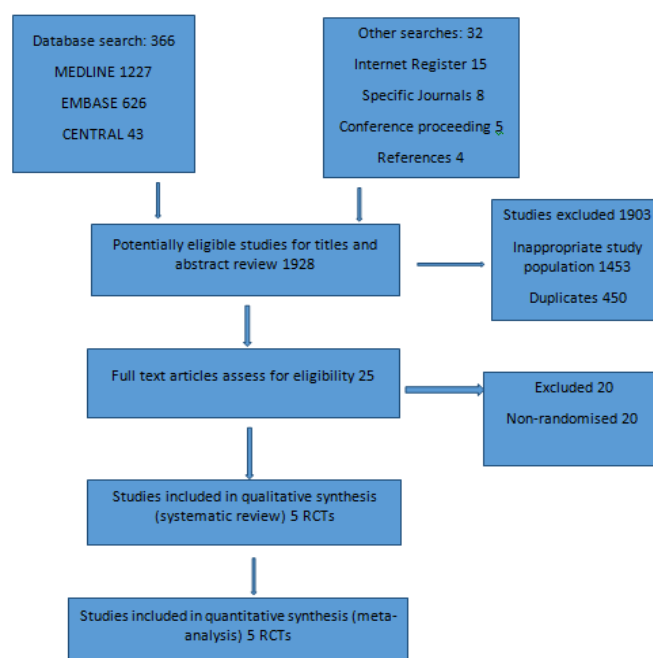 Database search: 366
MEDLINE 1227
EMBASE 626
CENTRAL 43
Other searches: 32
Internet Register 15
Specific Journals 8
Conference proceeding 5
References 4
Potentially eligible studies for titles and
abstract review 1928
Studies excluded 1903
Inappropriate study
population 1453
Duplicates 450
Full text articles assess for eligibility 25
Excluded 20
Non-randomised 20
Studies included in qualitative synthesis
(systematic review) 5 RCTs
Studies included in quantitative synthesis (meta-
analysis) 5 RCTs